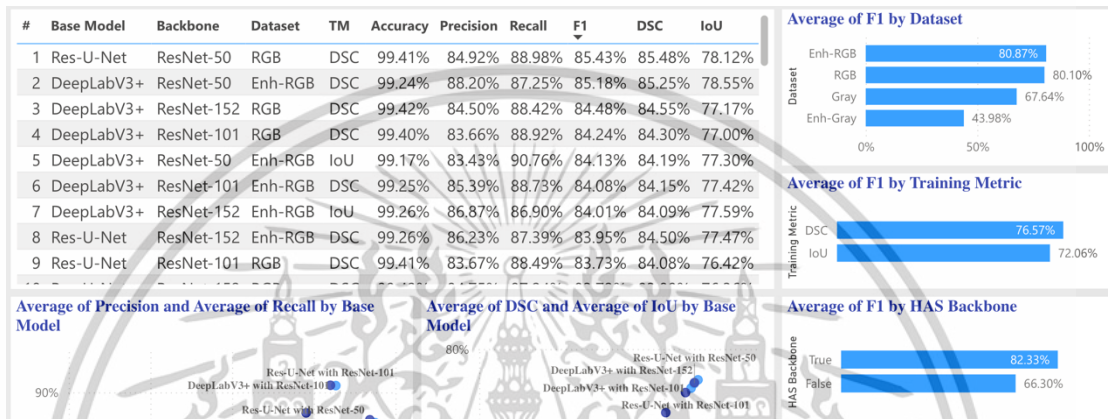 # Base Model Backbone Dataset TM Accuracy Precision Recall F1 DSC IoU
1 Res-U-Net ResNet-50 RGB DSC 99.41% 84.92% 88.98% 85.43% 85.48% 78.12%
2 DeepLabV3+ ResNet-50 Enh-RGB DSC 99.24% 88.20% 87.25% 85.18% 85.25% 78.55%
3 DeepLabV3+ ResNet-152 RGB DSC 99.42% 84.50% 88.42% 84.48% 84.55% 77.17%
4 DeepLabV3+ ResNet-101 RGB DSC 99.40% 83.66% 88.92% 84.24% 84.30% 77.00%
5 DeepLabV3+ ResNet-50 Enh-RGB IoU 99.17% 83.43% 90.76% 84.13% 84.19% 77.30%
6 DeepLabV3+ ResNet-101 Enh-RGB DSC 99.25% 85.39% 88.73% 84.08% 84.15% 77.42%
7 DeepLabV3+ ResNet-152 Enh-RGB IoU 99.26% 86.87% 86.90% 84.01% 84.09% 77.59%
8 Res-U-Net ResNet-152 Enh-RGB DSC 99.26% 86.23% 87.39% 83.95% 84.50% 77.47%
9 Res-U-Net ResNet-101 RGB DSC 99.41% 83.67% 88.49% 83.73% 84.08% 76.42%
Average of F1 by Dataset
Dataset
Enh-RGB 80.87%
RGB 80.10%
Gray 67.64%
Enh-Gray 43.98%
0% 50% 100%
Average of F1 by Training Metric
Training Metric
DSC 76.57%
IoU 72.06%
Average of F1 by HAS Backbone
HAS Backbone
True 82.33%
False 66.30%
Average of Precision and Average of Recall by Base
Model
90%
Res-U-Net with ResNet-101
DeepLabV3+ with ResNet-101
Res-U-Net with ResNet-50
Average of DSC and Average of IoU by Base
Model
80%
Res-U-Net with ResNet-50
DeepLabV3+ with ResNet-152
DeepLabV3+ with ResNet-101
Res-U-Net with ResNet-101